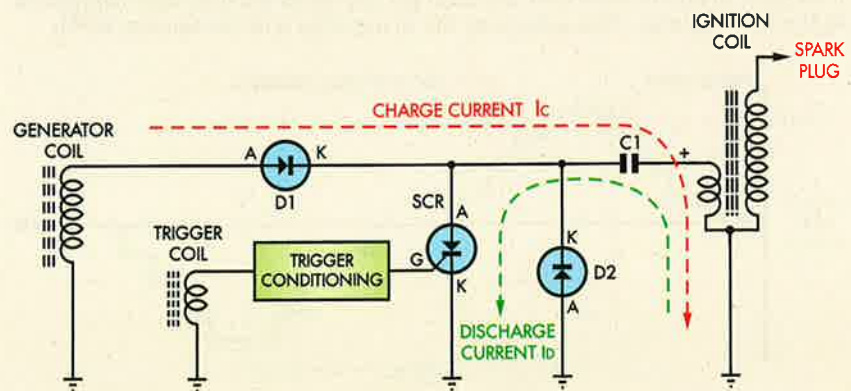 IGNITION
COIL
SPARK
PLUG
CHARGE CURRENT IC
GENERATOR
COIL
A
K
D1
C1
+
SCR
A
G
K
TRIGGER
COIL
TRIGGER
CONDITIONING
K
D2
A
DISCHARGE
CURRENT ID